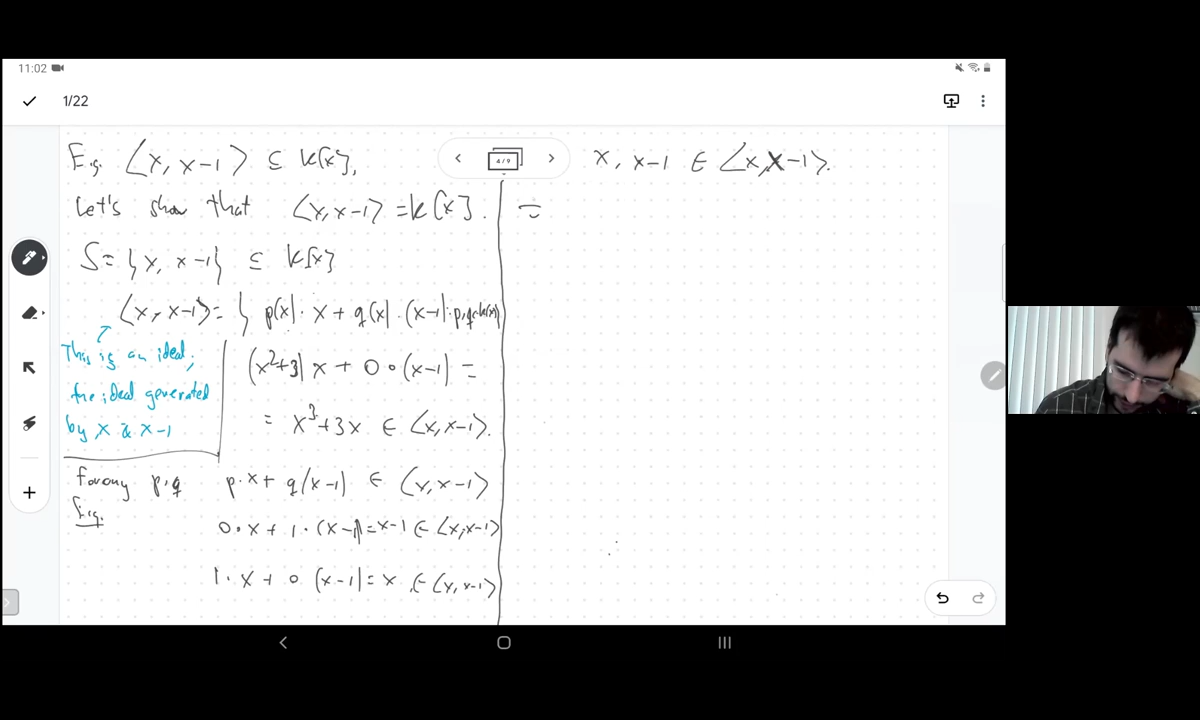 11:02
1/22
E.g. ⟨x, x-1⟩ ⊆ k[x],
Let's show that ⟨x, x-1⟩ = k[x].
S = {x, x-1} ⊆ k[x]
⟨x, x-1⟩ = { p(x)·x + q(x)·(x-1) : p,q∈k[x]
This is an ideal,
the ideal generated
by x & x-1
(x²+3) x + 0·(x-1) =
= x³+3x ∈ ⟨x, x-1⟩.
For any p,q p·x + q(x-1) ∈ ⟨x, x-1⟩
E.g.
0·x + 1·(x-1) = x-1 ∈ ⟨x, x-1⟩
1·x + 0 (x-1) = x ∈ ⟨x, x-1⟩
4/9
x, x-1 ∈ ⟨x, x-1⟩.
=